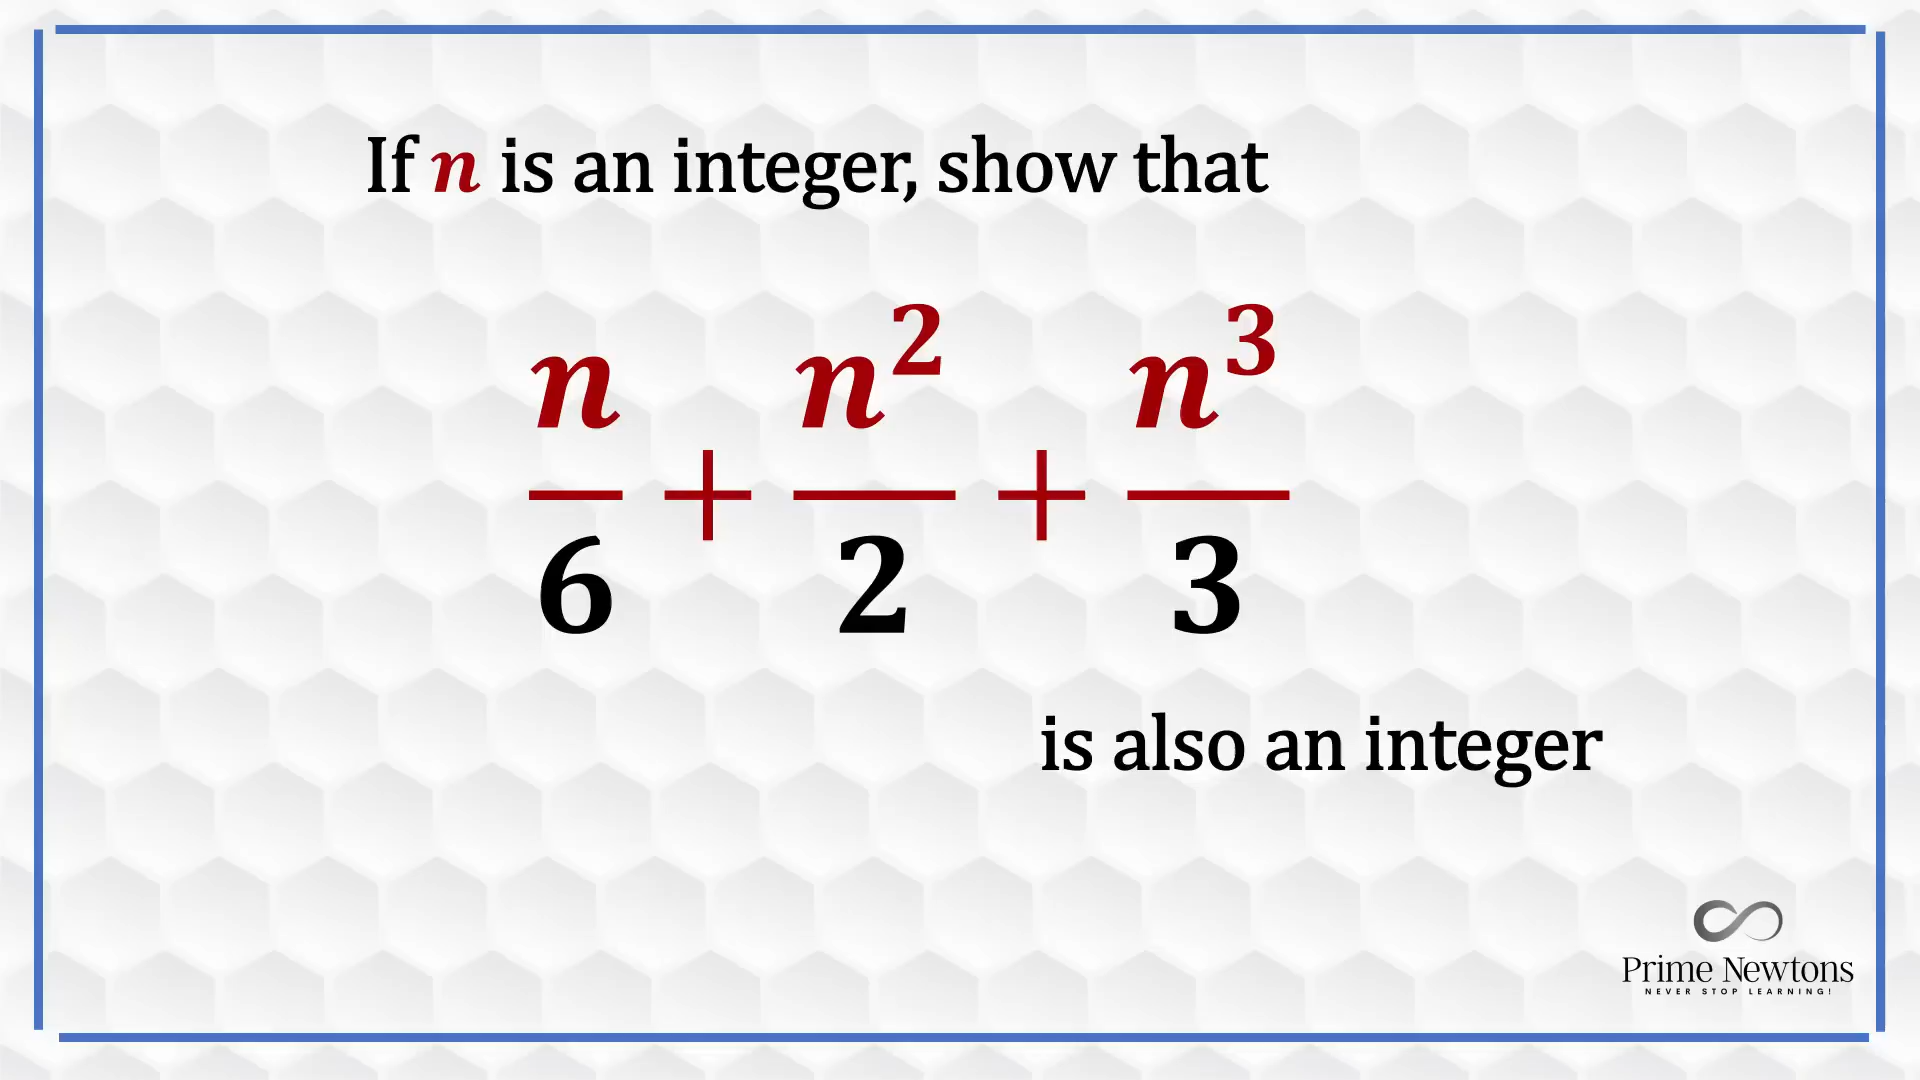 If n is an integer, show that
n/6 + n²/2 + n³/3
is also an integer
Prime Newtons
NEVER STOP LEARNING!